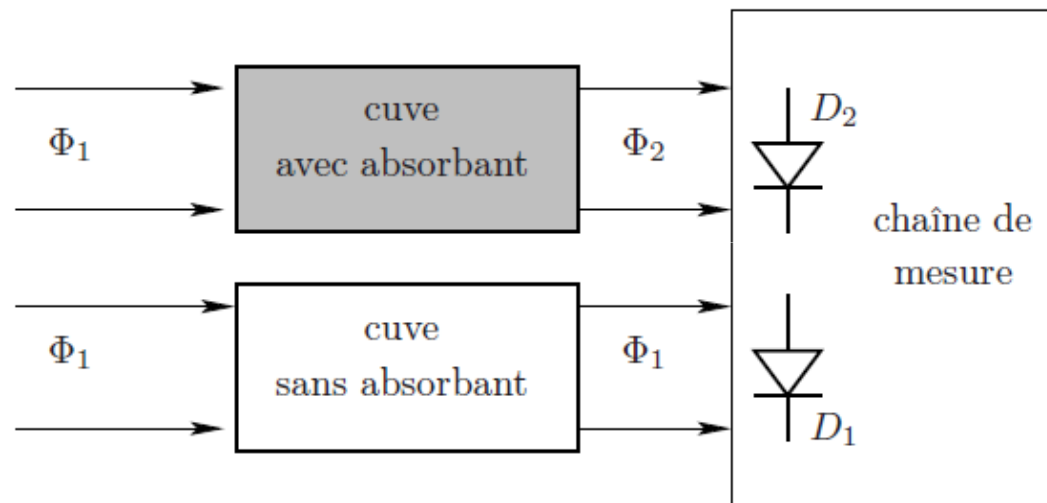 Φ₁
cuve
avec absorbant
Φ₂
D₂
chaîne de
mesure
Φ₁
cuve
sans absorbant
Φ₁
D₁